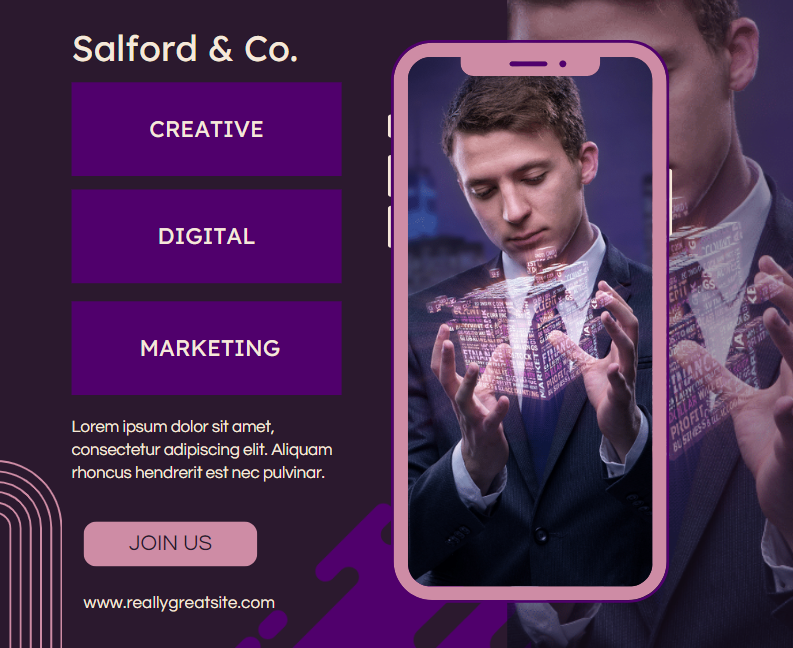 Salford & Co.
CREATIVE
DIGITAL
MARKETING
Lorem ipsum dolor sit amet,
consectetur adipiscing elit. Aliquam
rhoncus hendrerit est nec pulvinar.
JOIN US
www.reallygreatsite.com